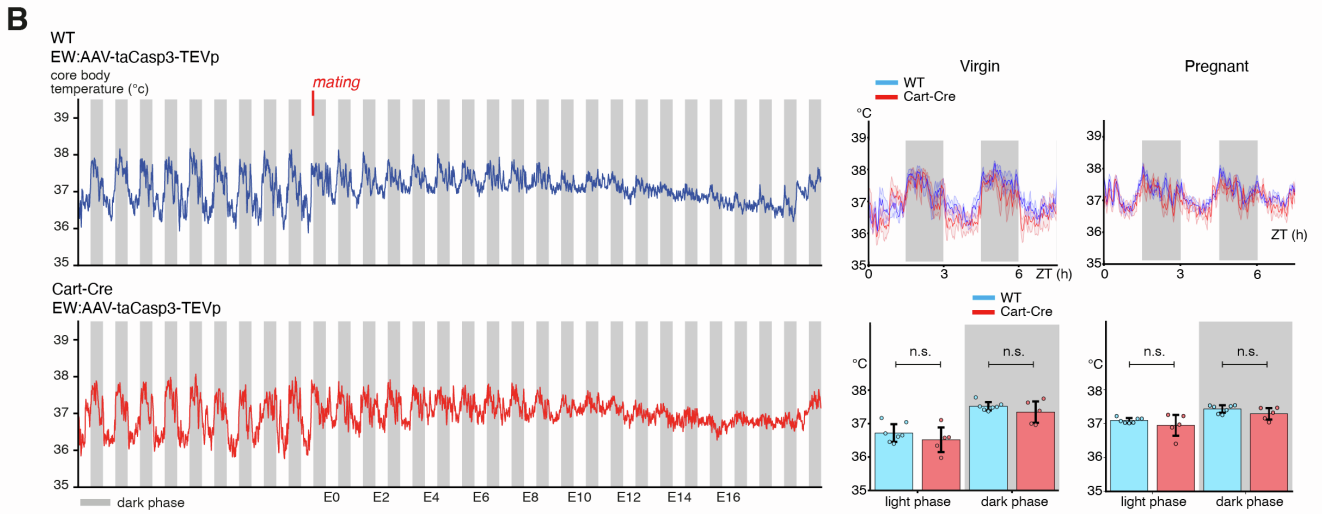 B
WT
EW:AAV-taCasp3-TEVp
core body
temperature (°c)
mating
39
38
37
36
35
Cart-Cre
EW:AAV-taCasp3-TEVp
39
38
37
36
35
E0 E2 E4 E6 E8 E10 E12 E14 E16
dark phase
Virgin
WT
Cart-Cre
°C
39
38
37
36
35
0 3 6 ZT (h)
Pregnant
39
38
37
36
35
ZT (h)
0 3 6
WT
Cart-Cre
n.s. n.s.
°C
38
37
36
35
light phase dark phase
n.s. n.s.
°C
38
37
36
35
light phase dark phase